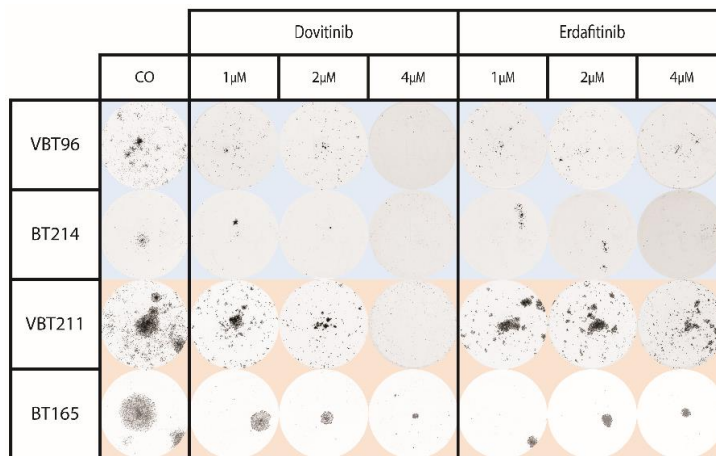 Dovitinib Erdafitinib
CO 1µM 2µM 4µM 1µM 2µM 4µM
VBT96
BT214
VBT211
BT165